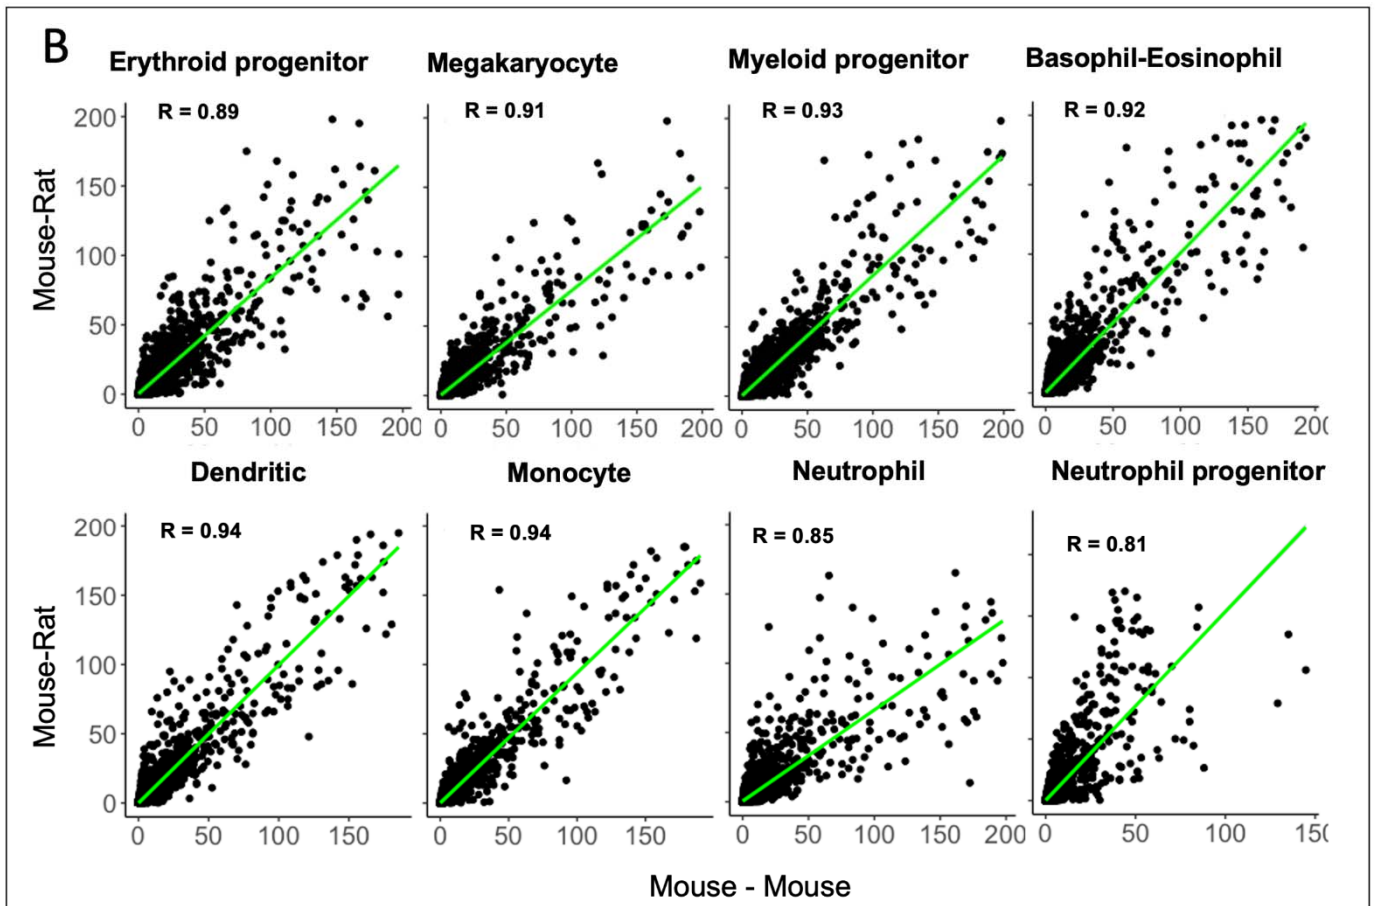 B
Erythroid progenitor Megakaryocyte Myeloid progenitor Basophil-Eosinophil
R = 0.89 R = 0.91 R = 0.93 R = 0.92
Mouse-Rat
200
150
100
50
0
0 50 100 150 200 0 50 100 150 200 0 50 100 150 200 0 50 100 150 200
Dendritic Monocyte Neutrophil Neutrophil progenitor
R = 0.94 R = 0.94 R = 0.85 R = 0.81
Mouse-Rat
200
150
100
50
0
0 50 100 150 0 50 100 150 0 50 100 150 200 0 50 100 150
Mouse - Mouse